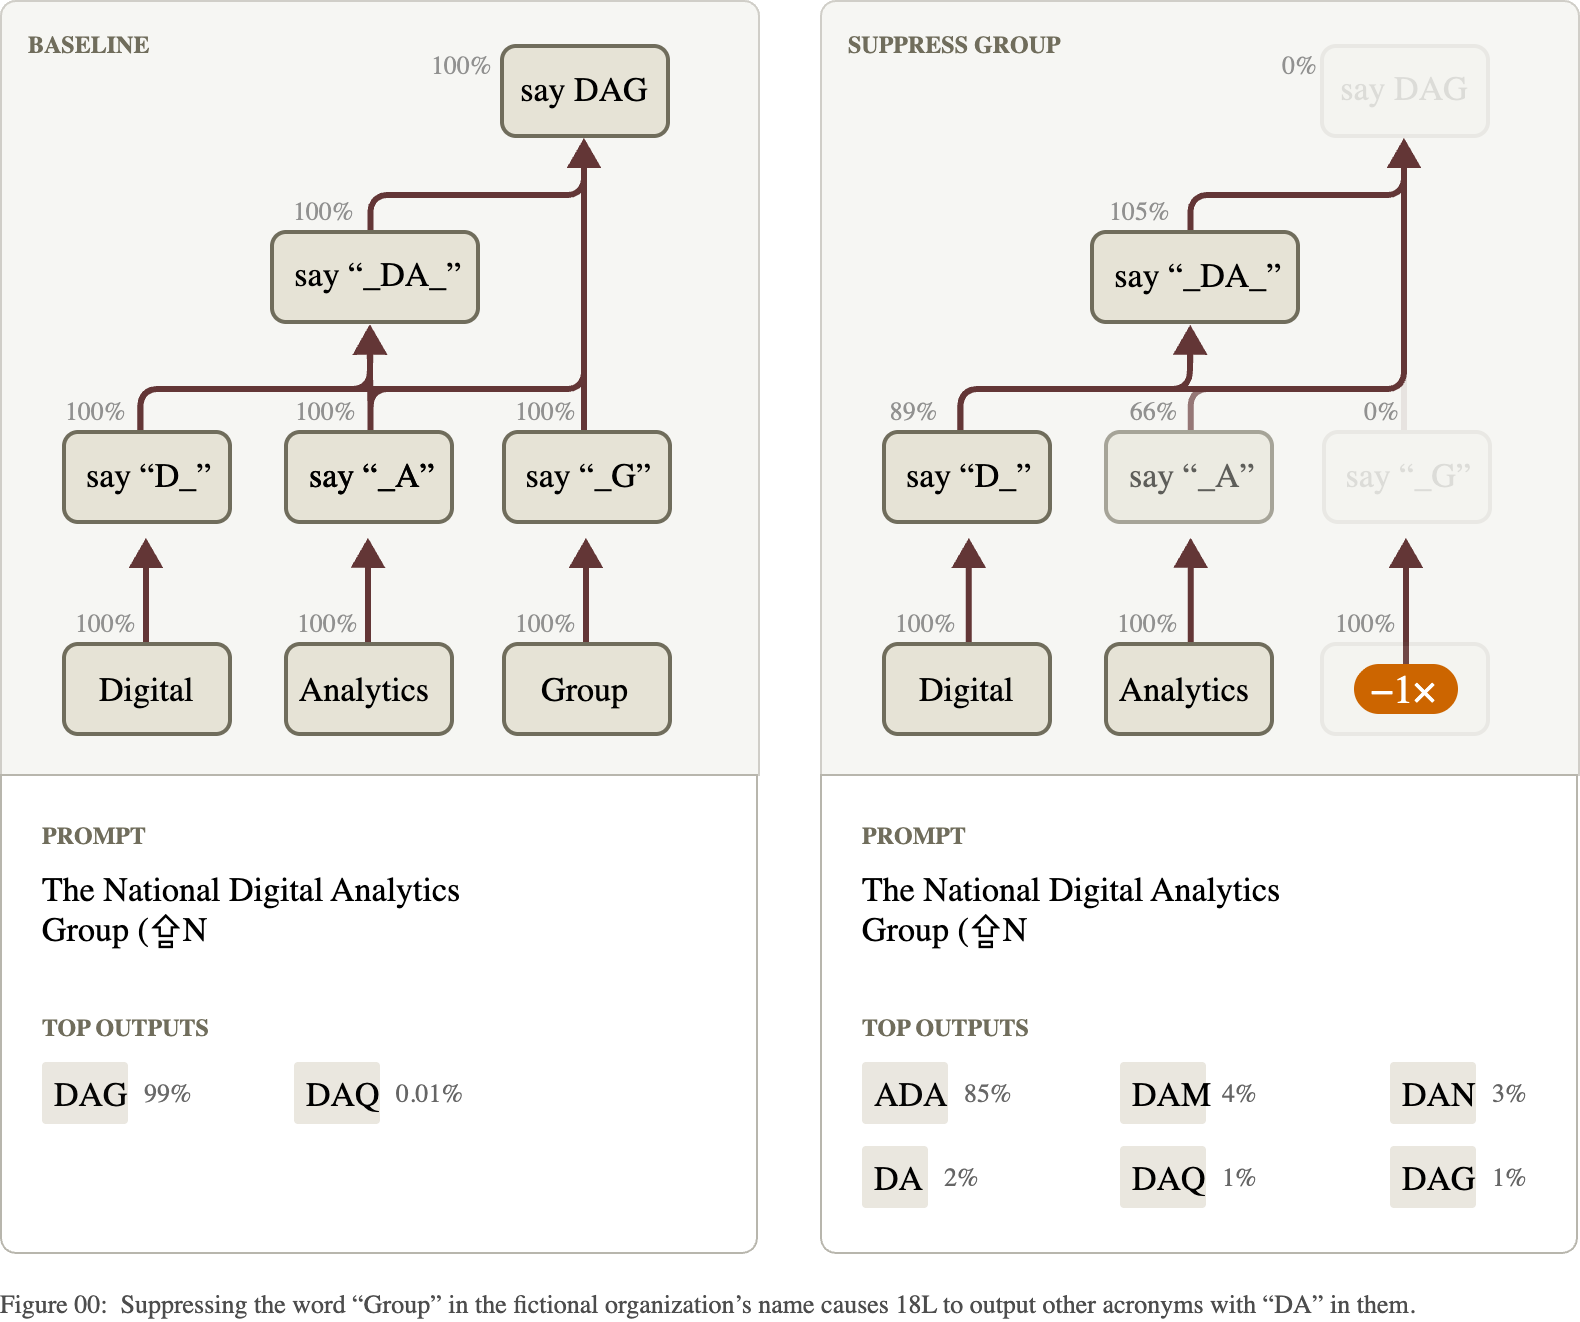 BASELINE
100%
say DAG
100%
say “_DA_”
100%
100%
100%
say “D_”
say “_A”
say “_G”
100%
100%
100%
Digital
Analytics
Group
PROMPT
The National Digital Analytics
Group (⇪N
TOP OUTPUTS
DAG 99%
DAQ 0.01%
SUPPRESS GROUP
0%
say DAG
105%
say “_DA_”
89%
66%
0%
say “D_”
say “_A”
say “_G”
100%
100%
100%
Digital
Analytics
−1×
PROMPT
The National Digital Analytics
Group (⇪N
TOP OUTPUTS
ADA 85%
DAM 4%
DAN 3%
DA 2%
DAQ 1%
DAG 1%
Figure 00: Suppressing the word “Group” in the fictional organization’s name causes 18L to output other acronyms with “DA” in them.